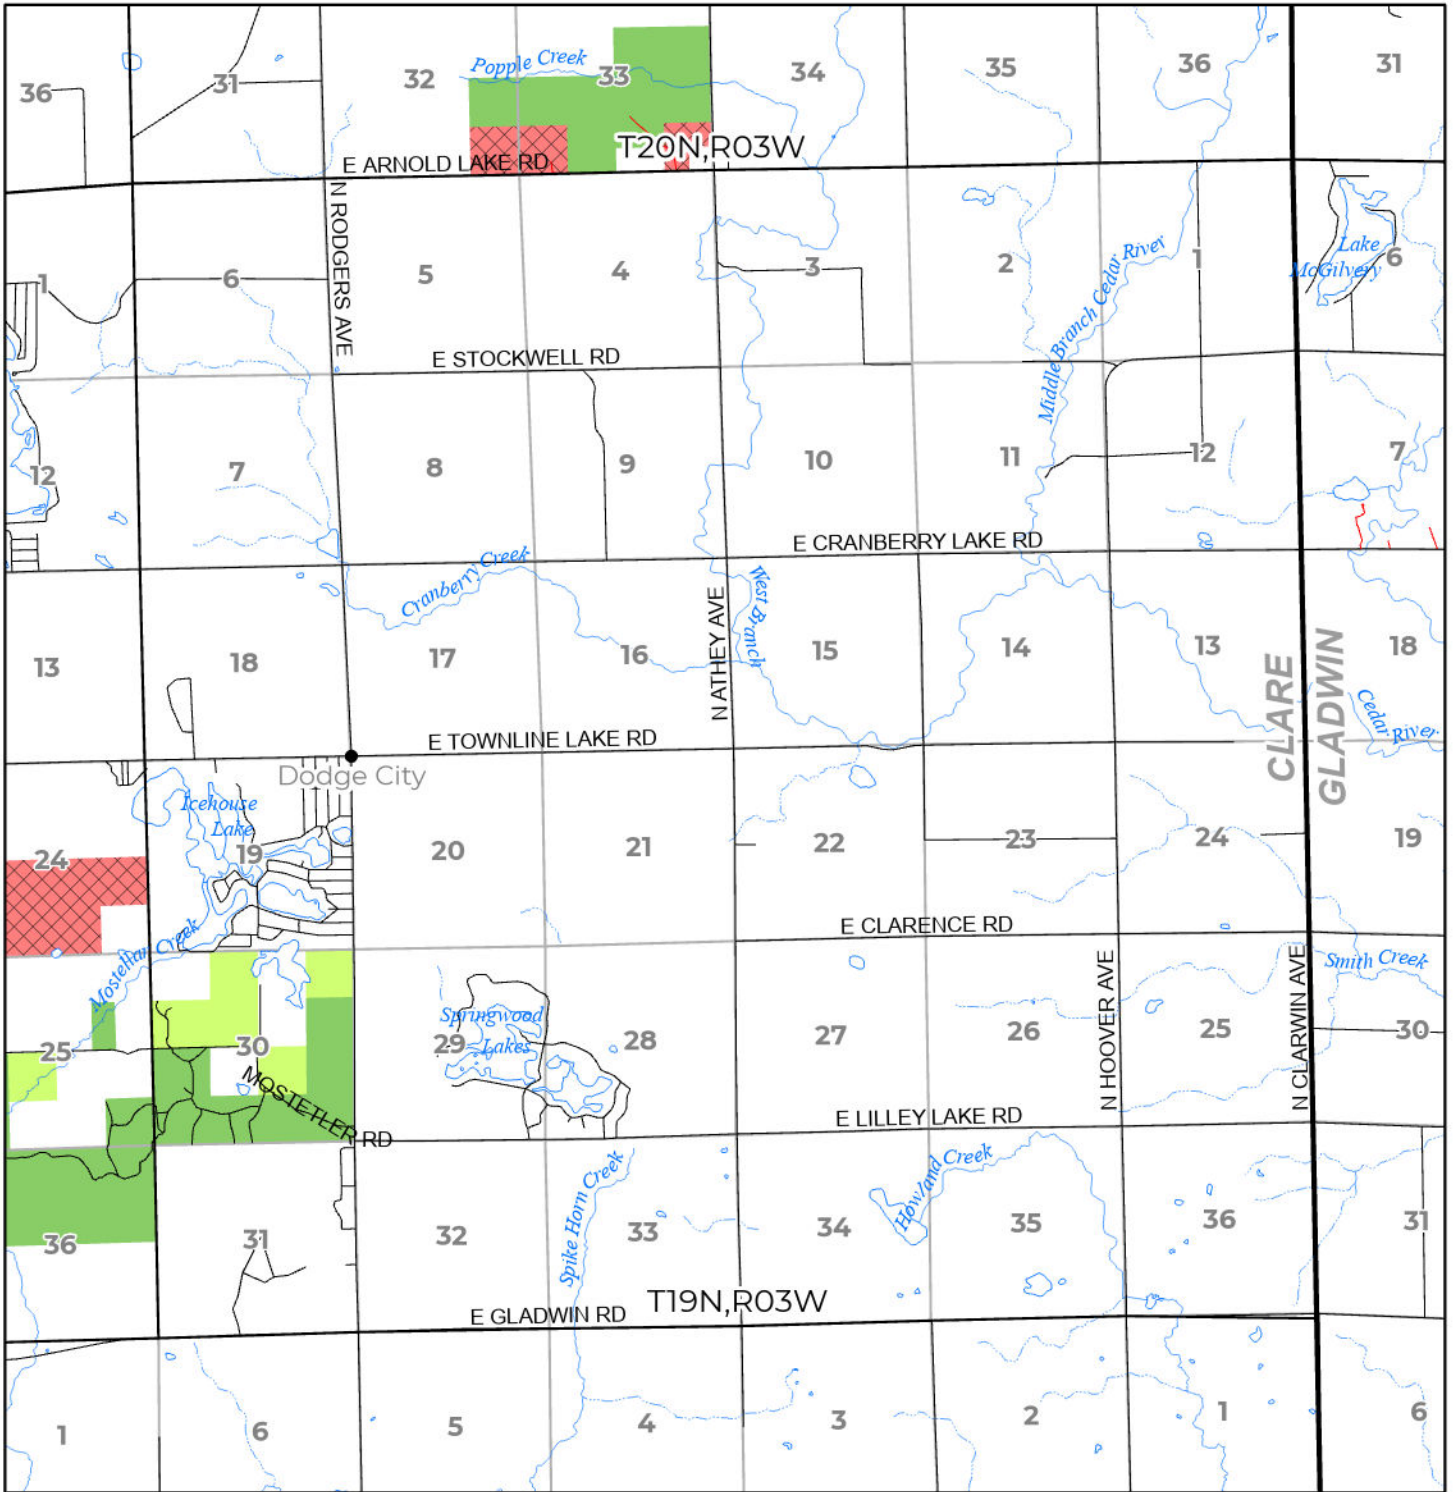 36
31
32
Popple Creek
33
34
35
36
31
T20N,R03W
E ARNOLD LAKE RD
N RODGERS AVE
1
6
5
4
3
2
Middle Branch Cedar River
1
Lake
McGilvery
6
E STOCKWELL RD
12
7
8
9
10
11
12
7
E CRANBERRY LAKE RD
Cranberry Creek
West Branch
N ATHEY AVE
13
18
17
16
15
14
13
18
CLARE
GLADWIN
Cedar River
E TOWNLINE LAKE RD
Dodge City
Icehouse
Lake
24
19
20
21
22
23
24
19
E CLARENCE RD
Mostellar Creek
N HOOVER AVE
N CLARWIN AVE
Smith Creek
Springwood
Lakes
25
30
29
28
27
26
25
30
MOSTETLER RD
E LILLEY LAKE RD
Spike Horn Creek
Howland Creek
36
31
32
33
34
35
36
31
T19N,R03W
E GLADWIN RD
1
6
5
4
3
2
1
6